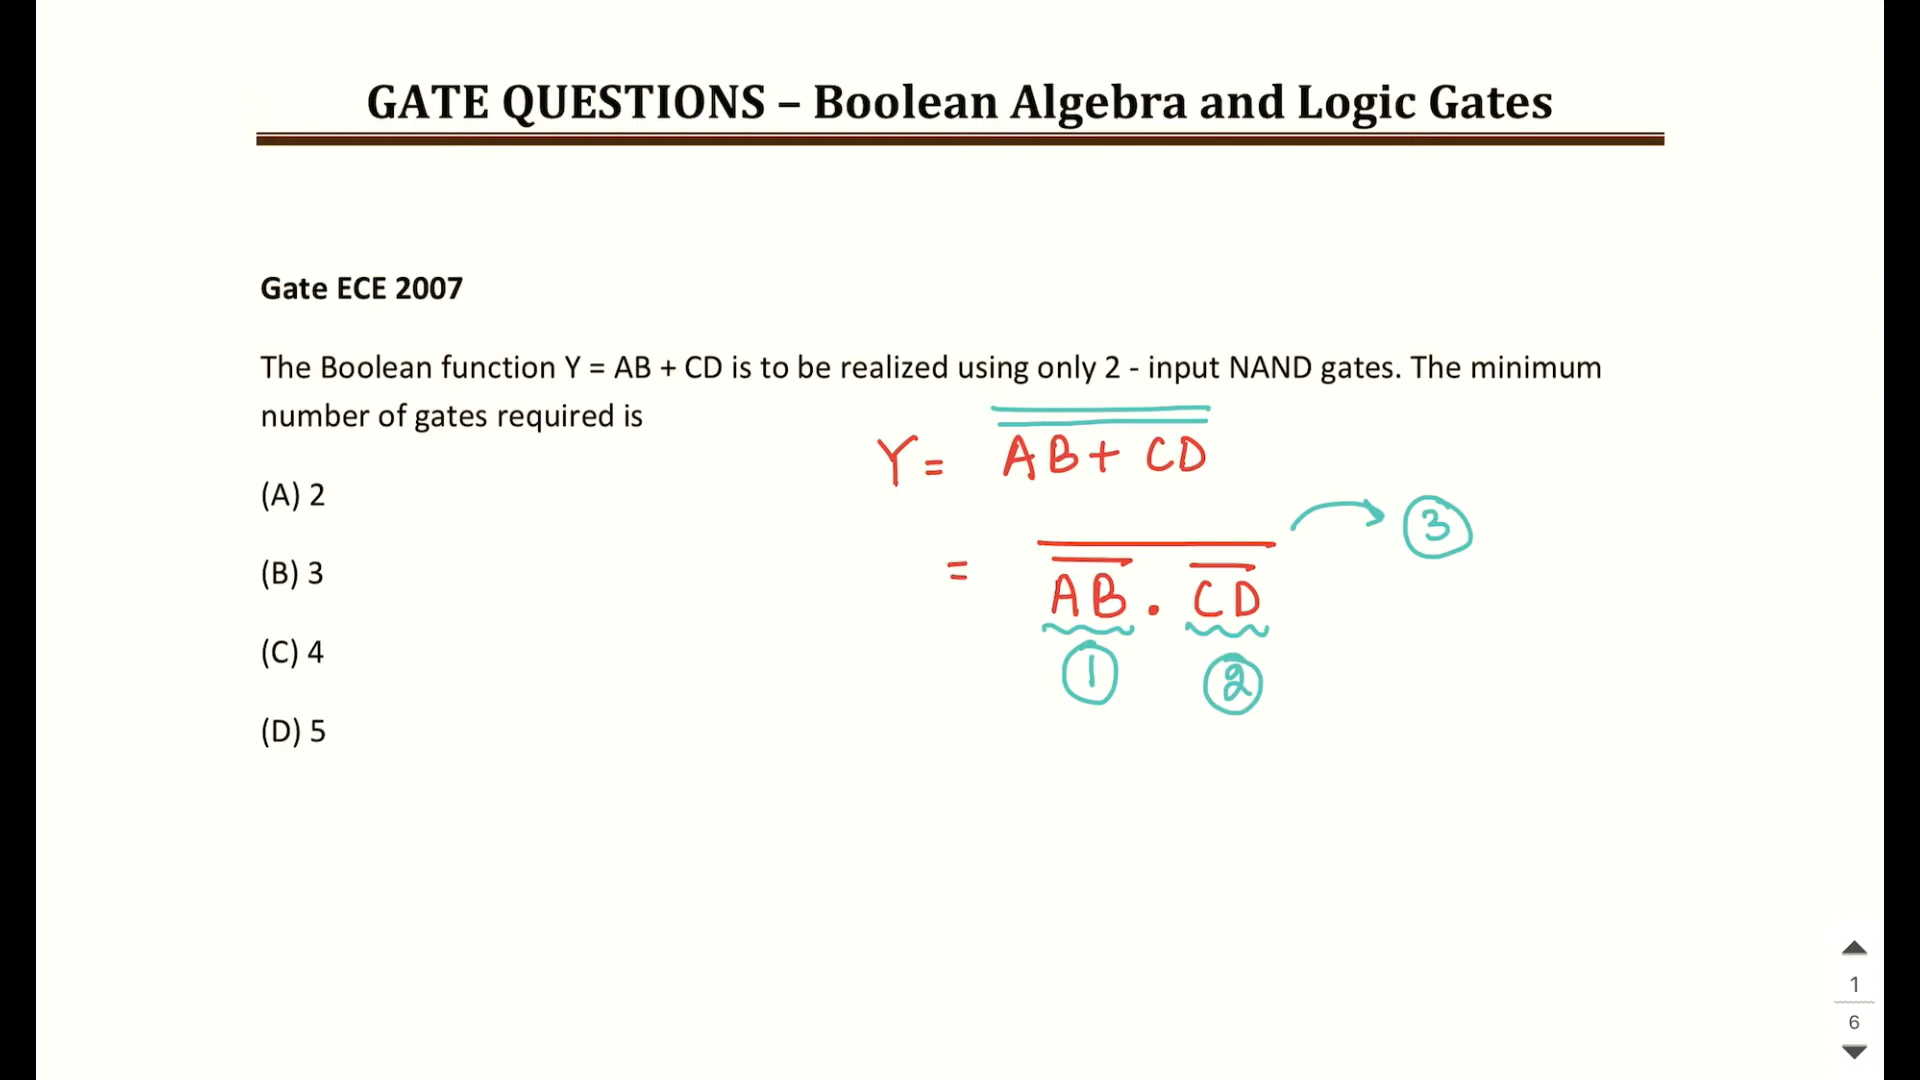 GATE QUESTIONS – Boolean Algebra and Logic Gates
Gate ECE 2007
The Boolean function Y = AB + CD is to be realized using only 2 - input NAND gates. The minimum
number of gates required is
(A) 2
(B) 3
(C) 4
(D) 5
Y = AB + CD
= AB . CD
3
1
2
1
6